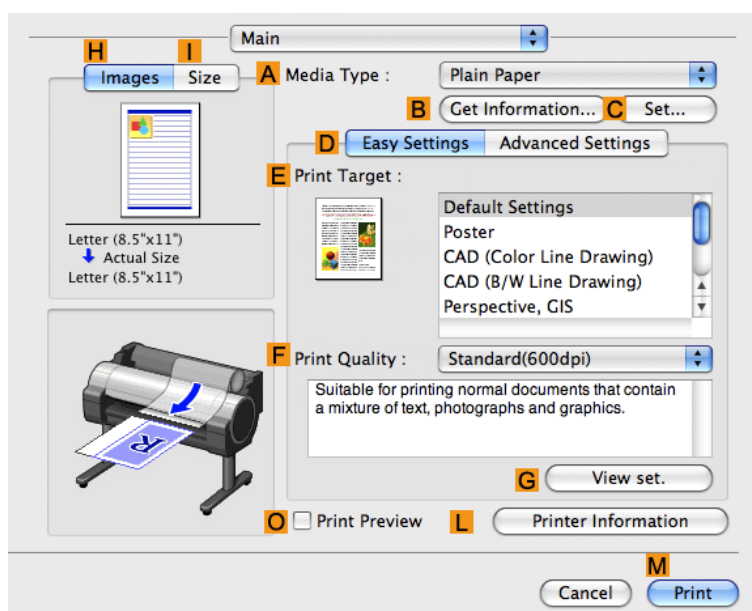 Main
H I
Images Size
A Media Type : Plain Paper
B Get Information... C Set...
D Easy Settings Advanced Settings
E Print Target :
Default Settings
Poster
CAD (Color Line Drawing)
CAD (B/W Line Drawing)
Perspective, GIS
Letter (8.5"x11")
Actual Size
Letter (8.5"x11")
F Print Quality : Standard(600dpi)
Suitable for printing normal documents that contain
a mixture of text, photographs and graphics.
R
G View set.
O Print Preview L Printer Information
M
Cancel Print